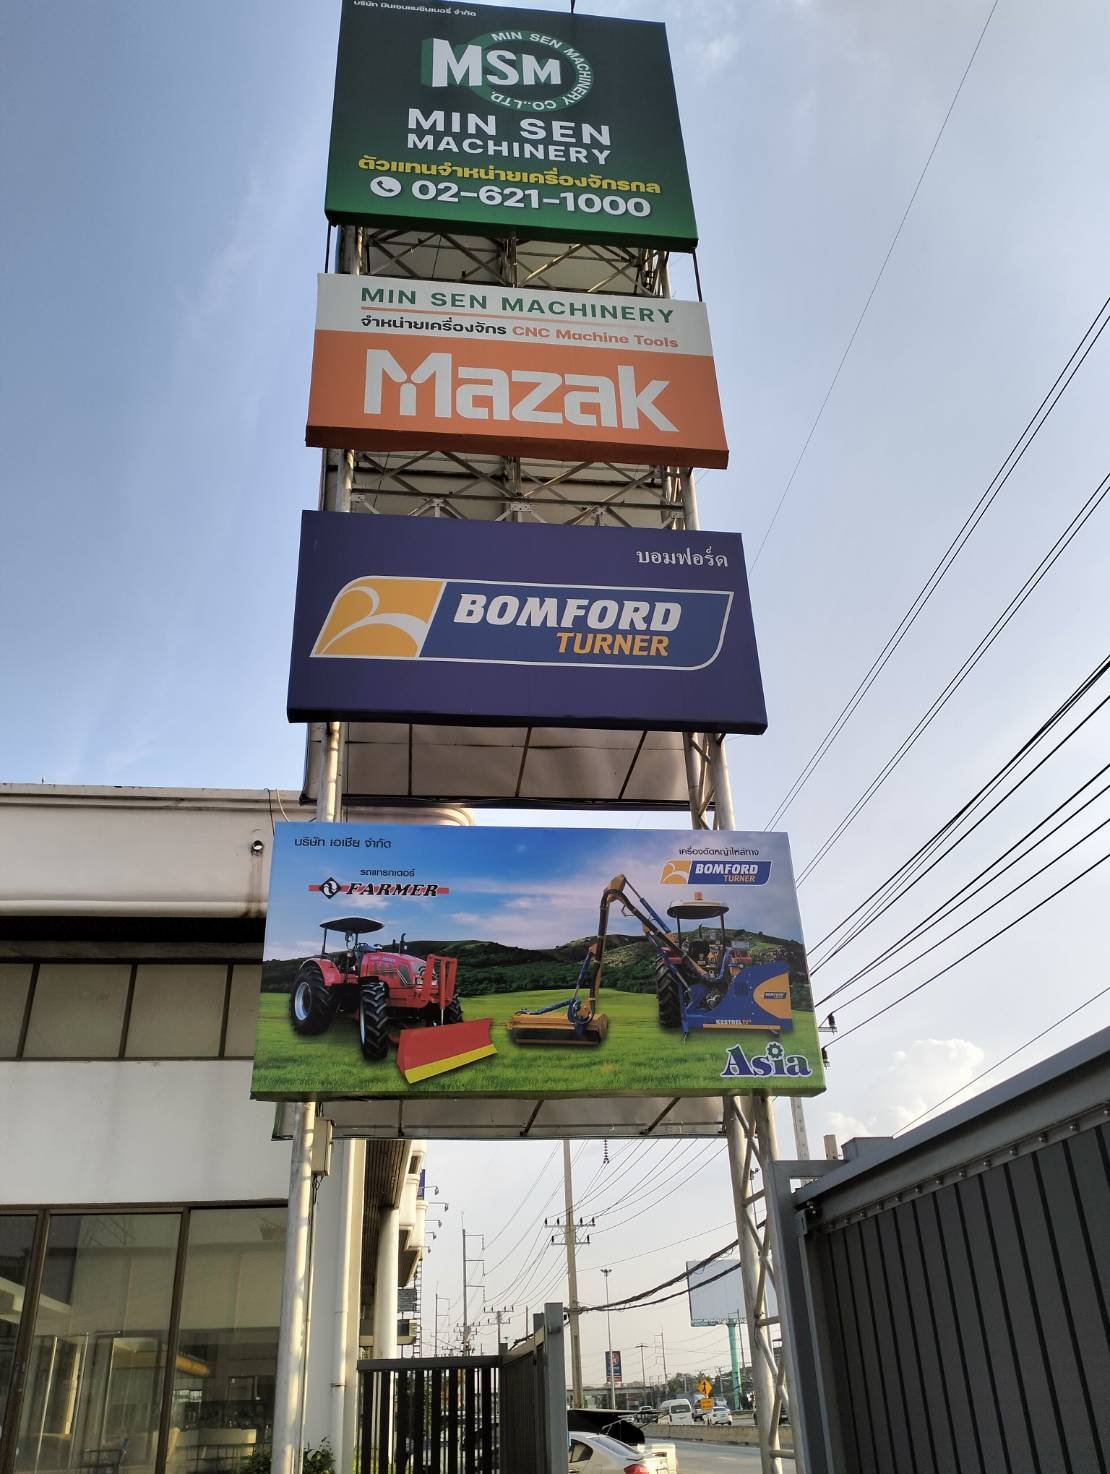 บริษัท มินเซนแมชีนเนอรี่ จำกัด
MSM
MIN SEN MACHINERY CO.,LTD.
MIN SEN
MACHINERY
ตัวแทนจำหน่ายเครื่องจักรกล
02-621-1000
MIN SEN MACHINERY
จำหน่ายเครื่องจักร CNC Machine Tools
Mazak
บอมฟอร์ด
BOMFORD
TURNER
บริษัท เอเชีย จำกัด
รถแทรกเตอร์
FARMER
เครื่องตัดหญ้าไหล่ทาง
BOMFORD
TURNER
BOMFORD
KESTREL
Asia